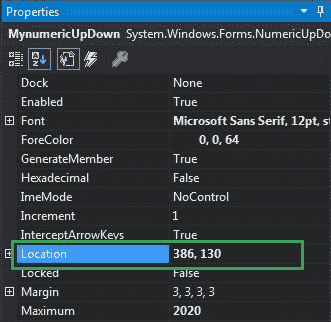 Properties
MynumericUpDown System.Windows.Forms.NumericUpDo
Dock None
Enabled True
Font Microsoft Sans Serif, 12pt, st
ForeColor 0, 0, 64
GenerateMember True
Hexadecimal False
ImeMode NoControl
Increment 1
InterceptArrowKeys True
Location 386, 130
Locked False
Margin 3, 3, 3, 3
Maximum 2020